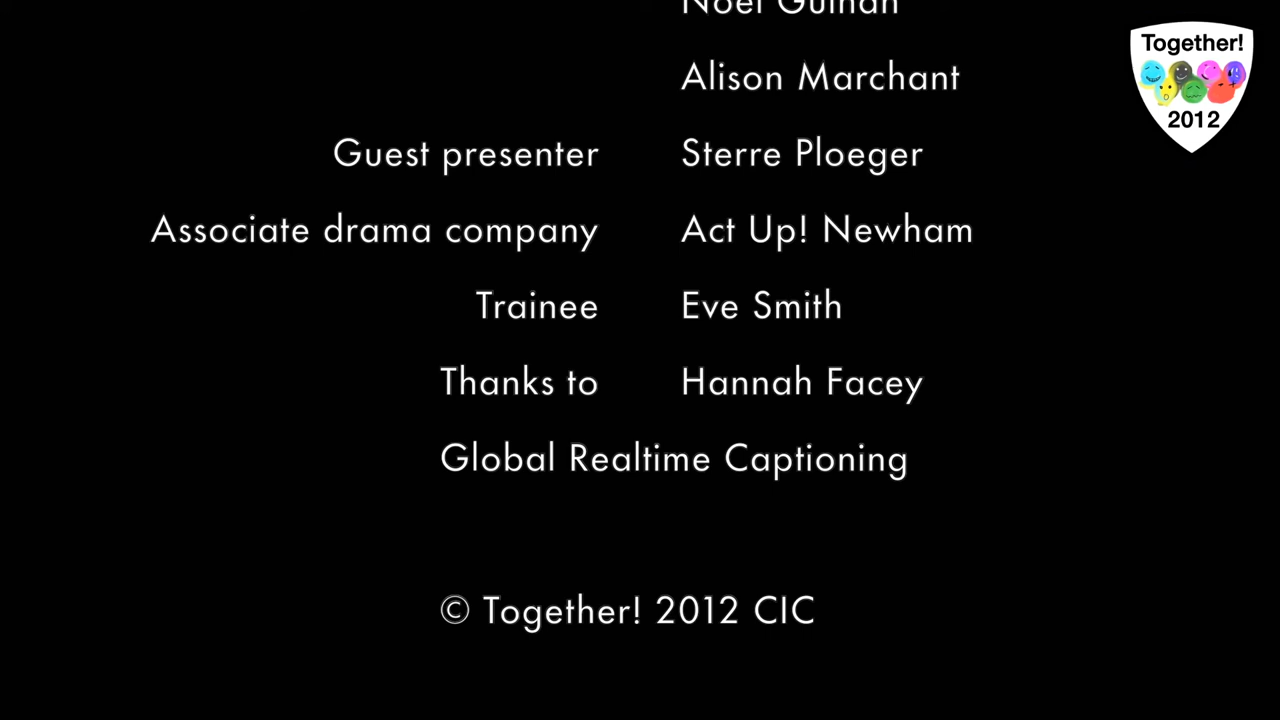 Alison Marchant
Guest presenter Sterre Ploeger
Associate drama company Act Up! Newham
Trainee Eve Smith
Thanks to Hannah Facey
Global Realtime Captioning
© Together! 2012 CIC
Together!
2012